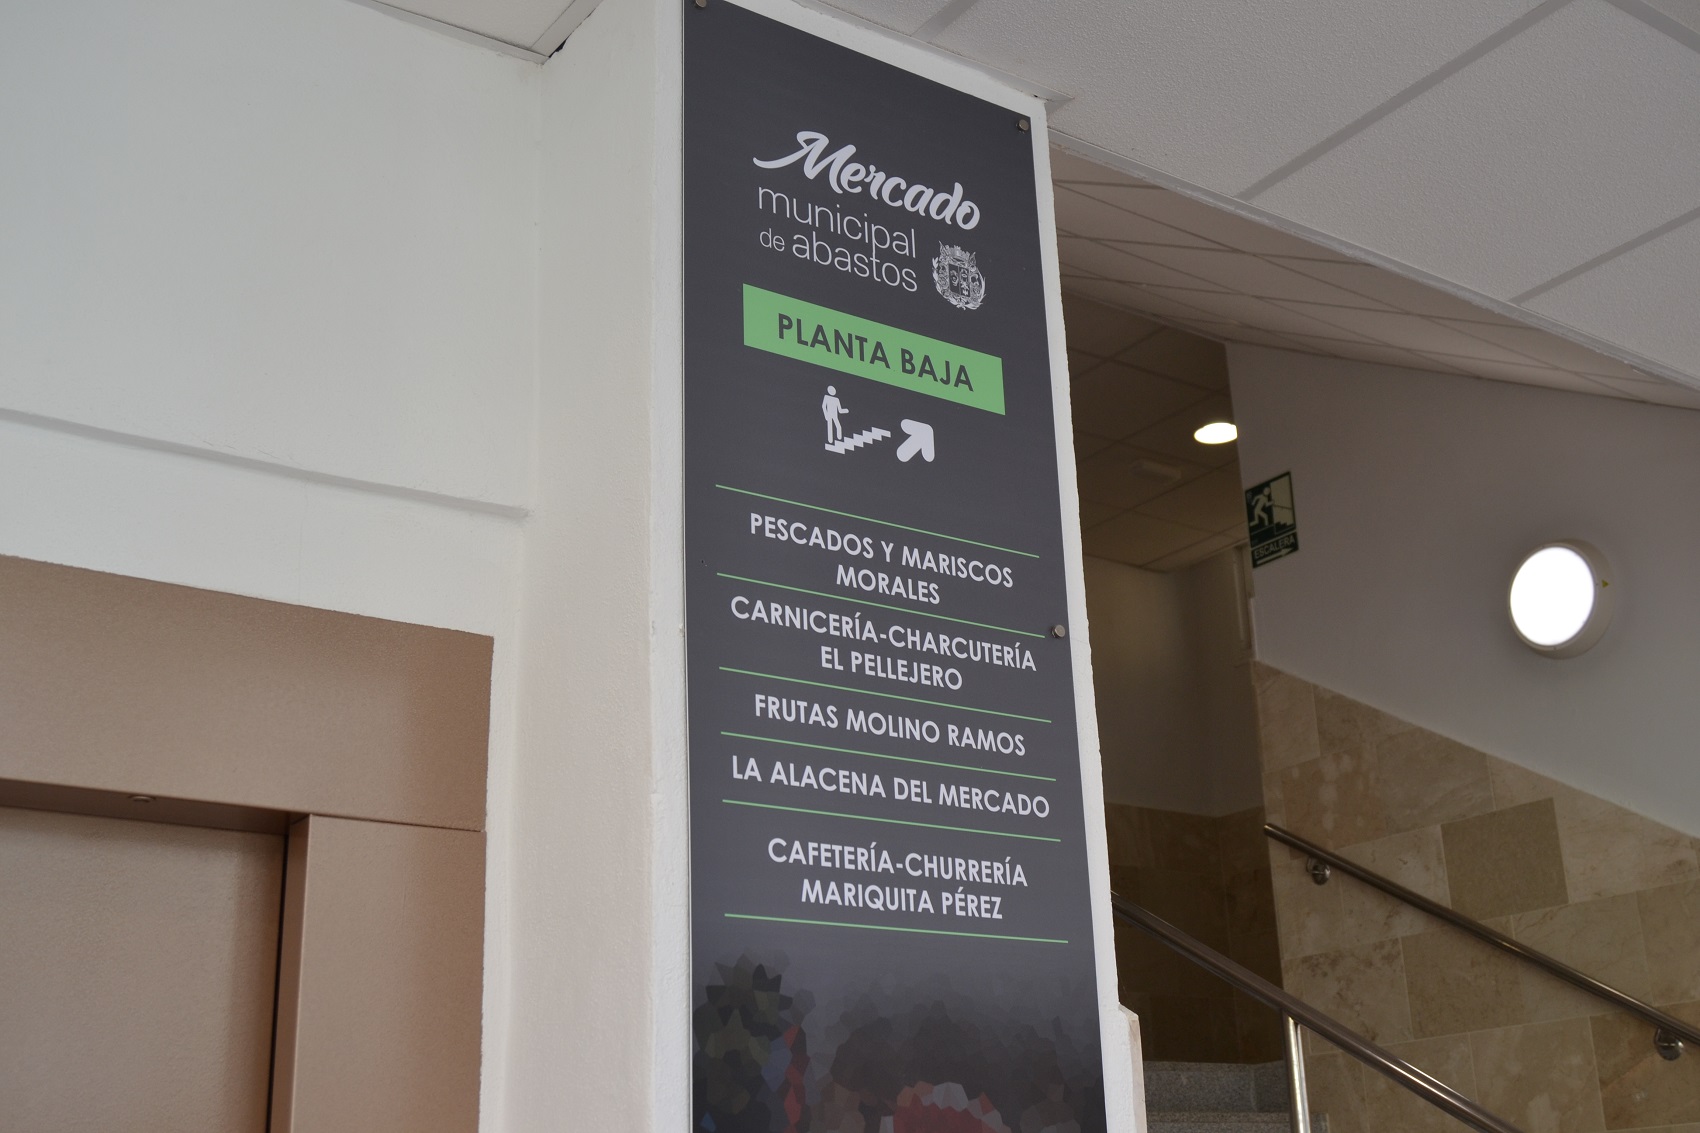 Mercado
municipal
de abastos
PLANTA BAJA
PESCADOS Y MARISCOS
MORALES
CARNICERÍA-CHARCUTERÍA
EL PELLEJERO
FRUTAS MOLINO RAMOS
LA ALACENA DEL MERCADO
CAFETERÍA-CHURRERÍA
MARIQUITA PÉREZ
ESCALERA